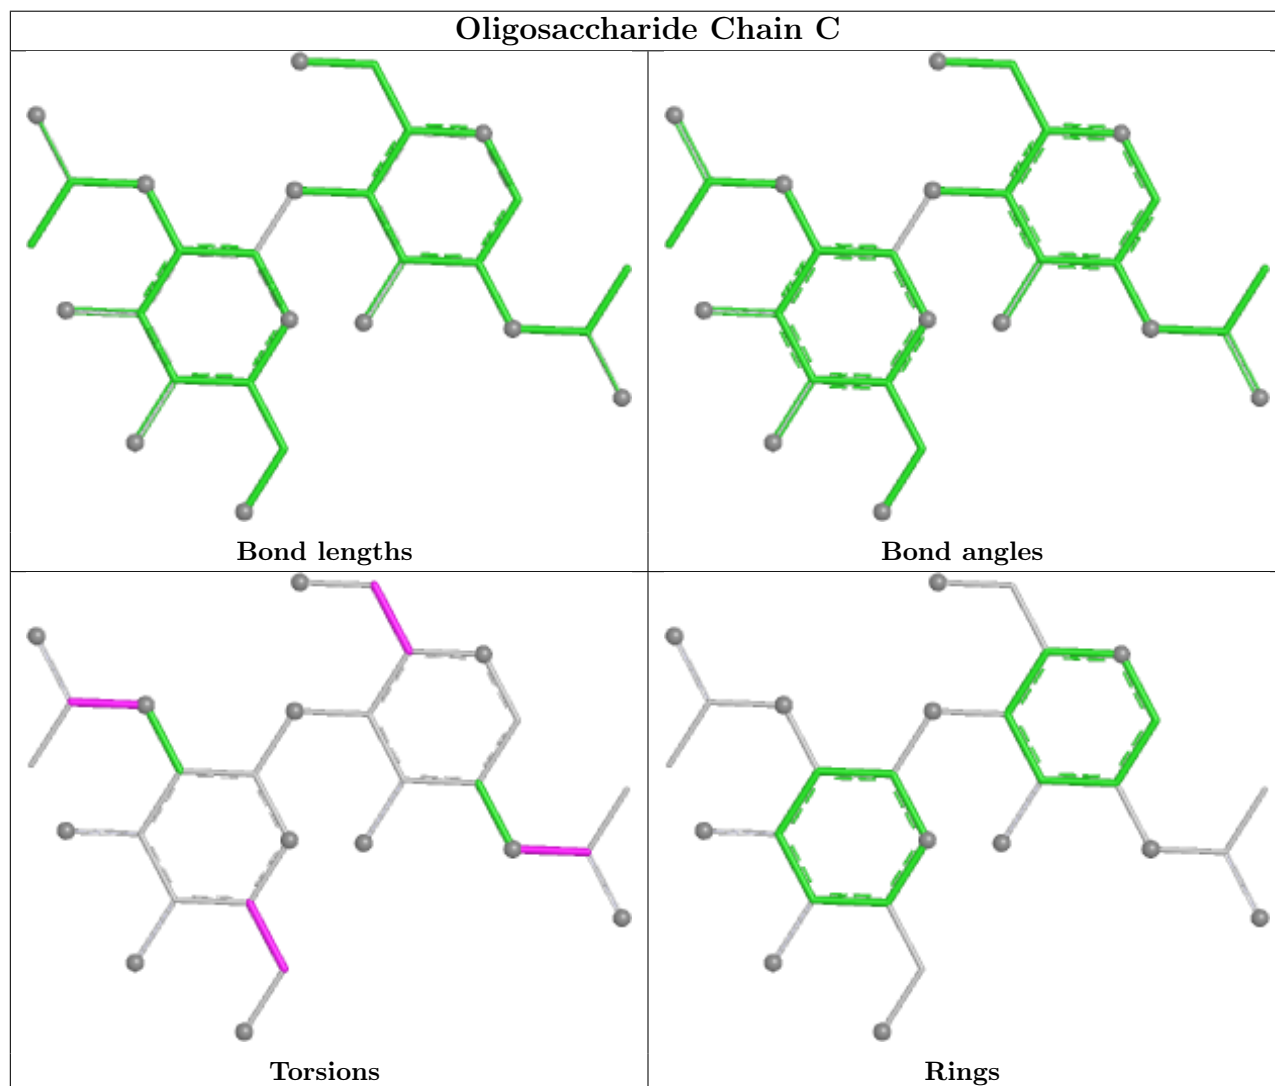 Oligosaccharide Chain C
Bond lengths
Bond angles
Torsions
Rings